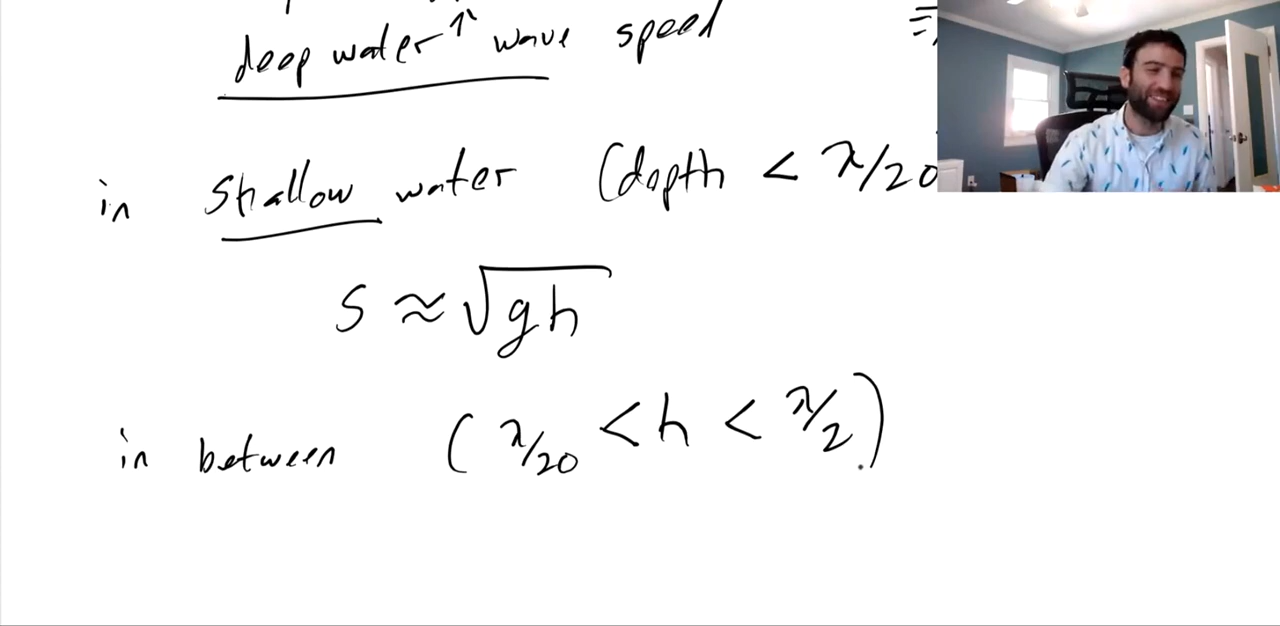 deep water ↑ wave speed
in shallow water (depth < λ/20
S ≈ √gh
in between (λ/20 < h < λ/2)